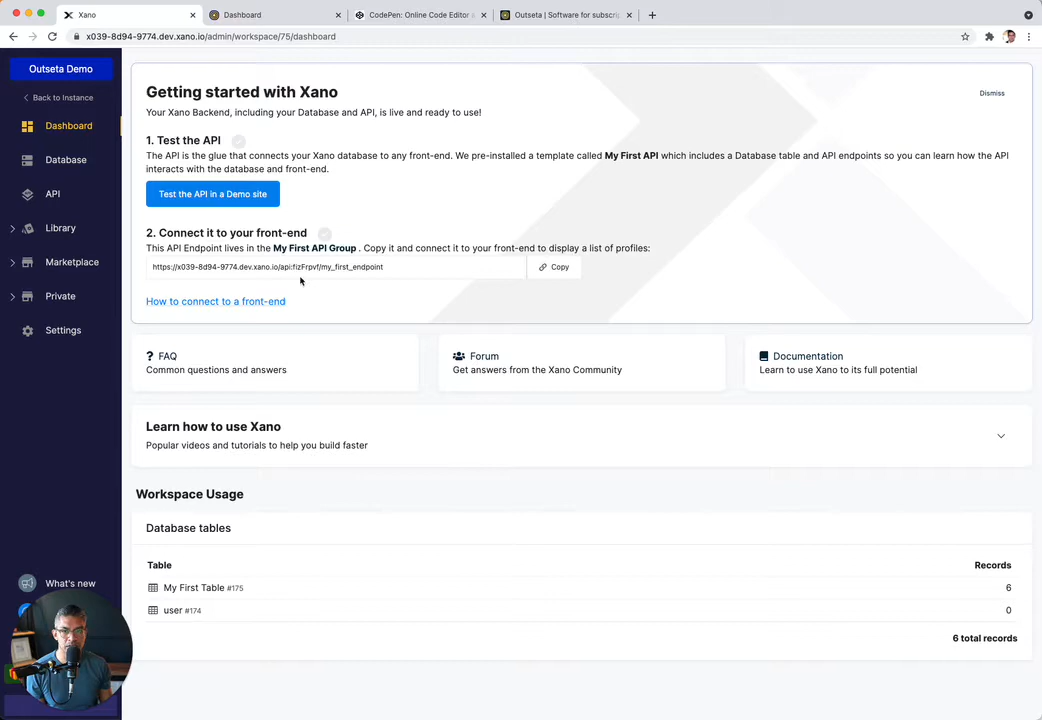 Xano
Dashboard
CodePen: Online Code Editor a
Outseta | Software for subscrip
x039-8d94-9774.dev.xano.io/admin/workspace/75/dashboard
Outseta Demo
Back to Instance
Dashboard
Database
API
Library
Marketplace
Private
Settings
What's new
Getting started with Xano
Dismiss
Your Xano Backend, including your Database and API, is live and ready to use!
1. Test the API
The API is the glue that connects your Xano database to any front-end. We pre-installed a template called My First API which includes a Database table and API endpoints so you can learn how the API
interacts with the database and front-end.
Test the API in a Demo site
2. Connect it to your front-end
This API Endpoint lives in the My First API Group . Copy it and connect it to your front-end to display a list of profiles:
https://x039-8d94-9774.dev.xano.io/api:fizFrpvf/my_first_endpoint
Copy
How to connect to a front-end
FAQ
Common questions and answers
Forum
Get answers from the Xano Community
Documentation
Learn to use Xano to its full potential
Learn how to use Xano
Popular videos and tutorials to help you build faster
Workspace Usage
Database tables
Table Records
My First Table #175 6
user #174 0
6 total records